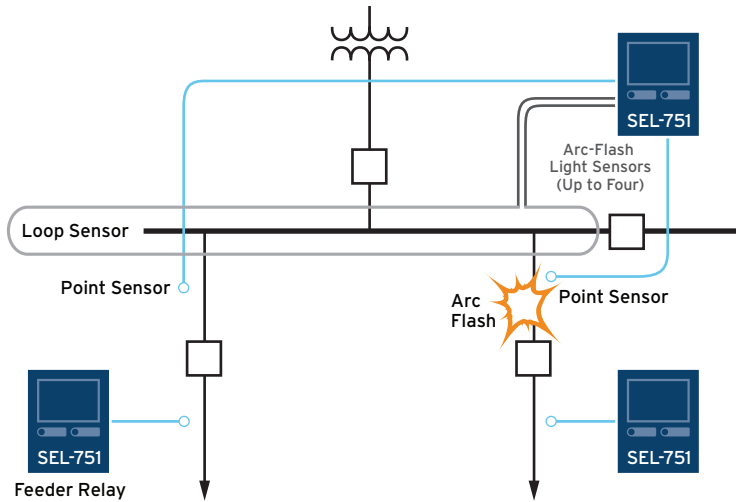 SEL-751
Arc-Flash
Light Sensors
(Up to Four)
Loop Sensor
Point Sensor
Arc
Flash
Point Sensor
SEL-751
Feeder Relay
SEL-751